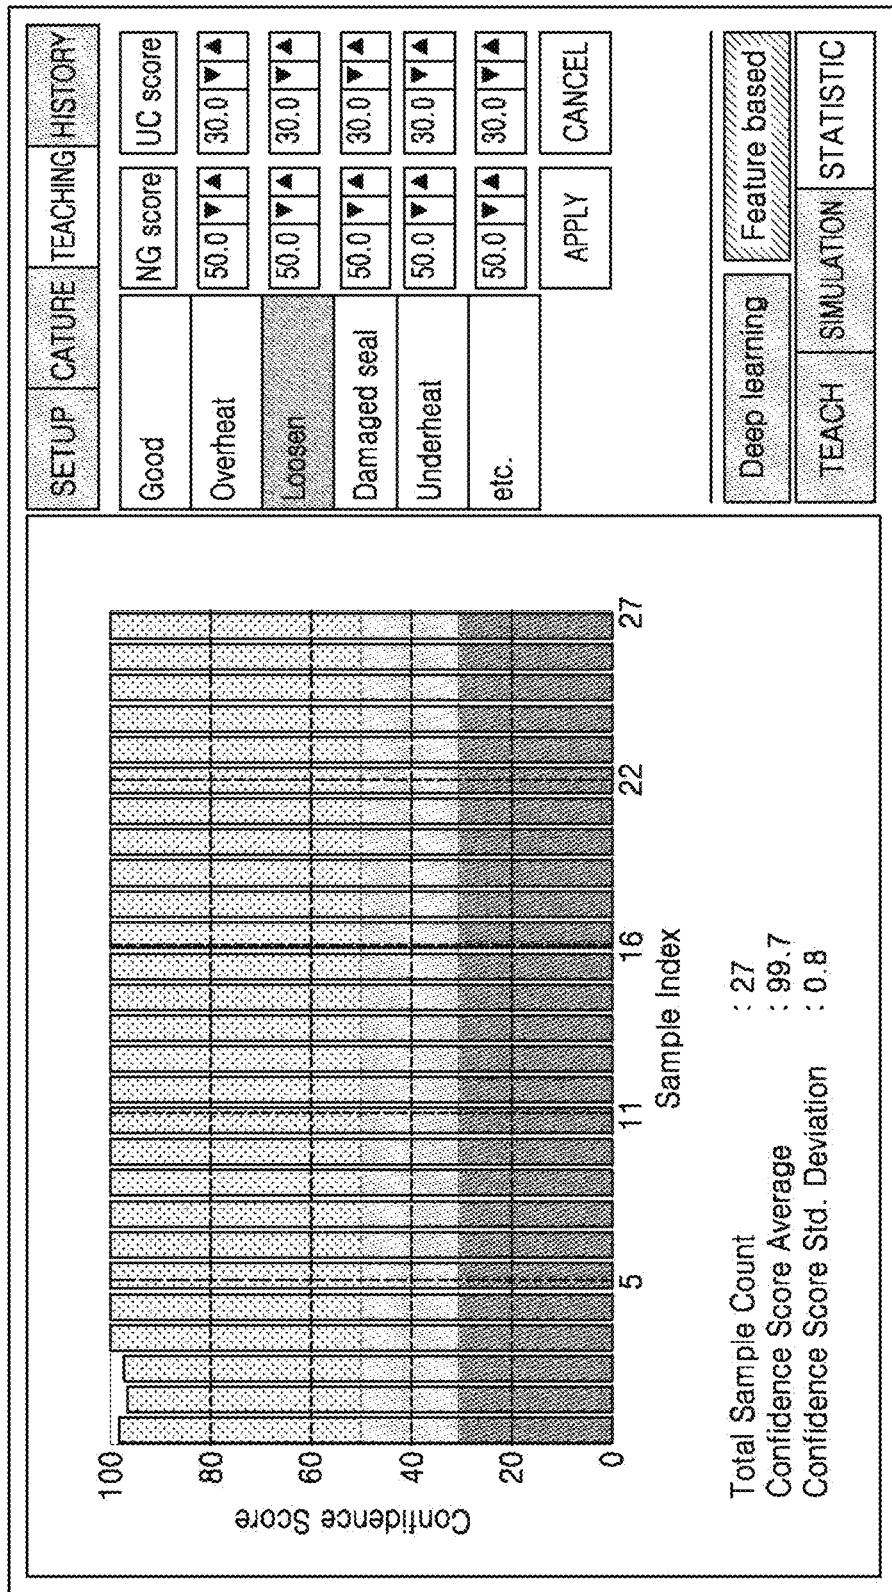 Confidence Score
100
80
60
40
20
0
5 11 16 22 27
Sample Index
Total Sample Count : 27
Confidence Score Average : 99.7
Confidence Score Std. Deviation : 0.8
SETUP CATURE TEACHING HISTORY
NG score UC score
Good
Overheat 50.0 ▼ ▲ 30.0 ▼ ▲
Loosen 50.0 ▼ ▲ 30.0 ▼ ▲
Damaged seal 50.0 ▼ ▲ 30.0 ▼ ▲
Underheat 50.0 ▼ ▲ 30.0 ▼ ▲
etc. 50.0 ▼ ▲ 30.0 ▼ ▲
APPLY CANCEL
Deep learning Feature based
TEACH SIMULATION STATISTIC